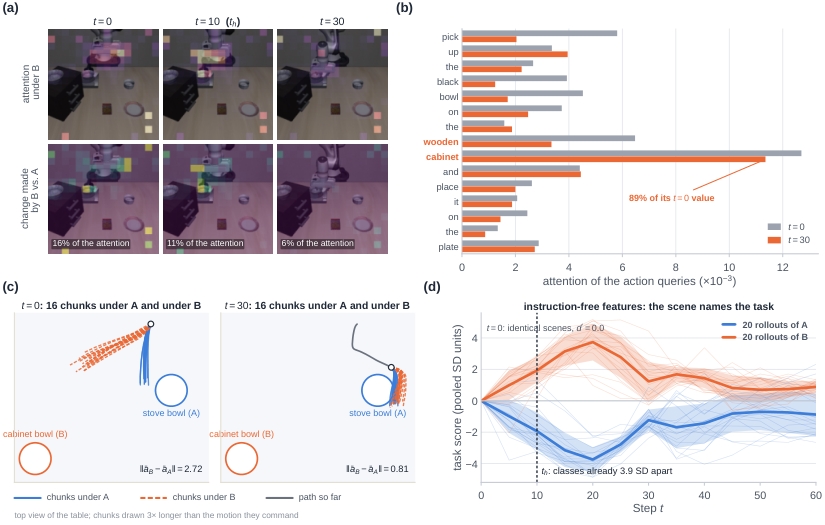 (a)
t = 0
t = 10 (tₕ)
t = 30
attention
under B
change made
by B vs. A
16% of the attention
11% of the attention
6% of the attention
(b)
pick
up
the
black
bowl
on
the
wooden
cabinet
and
place
it
on
the
plate
89% of its t = 0 value
t = 0
t = 30
0
2
4
6
8
10
12
attention of the action queries (×10⁻³)
(c)
t = 0: 16 chunks under A and under B
t = 30: 16 chunks under A and under B
stove bowl (A)
cabinet bowl (B)
‖āB − āA‖ = 2.72
stove bowl (A)
cabinet bowl (B)
‖āB − āA‖ = 0.81
chunks under A
chunks under B
path so far
top view of the table; chunks drawn 3× longer than the motion they command
(d)
instruction-free features: the scene names the task
t = 0: identical scenes, d′ = 0.0
20 rollouts of A
20 rollouts of B
task score (pooled SD units)
4
2
0
−2
−4
tₕ: classes already 3.9 SD apart
0
10
20
30
40
50
60
Step t